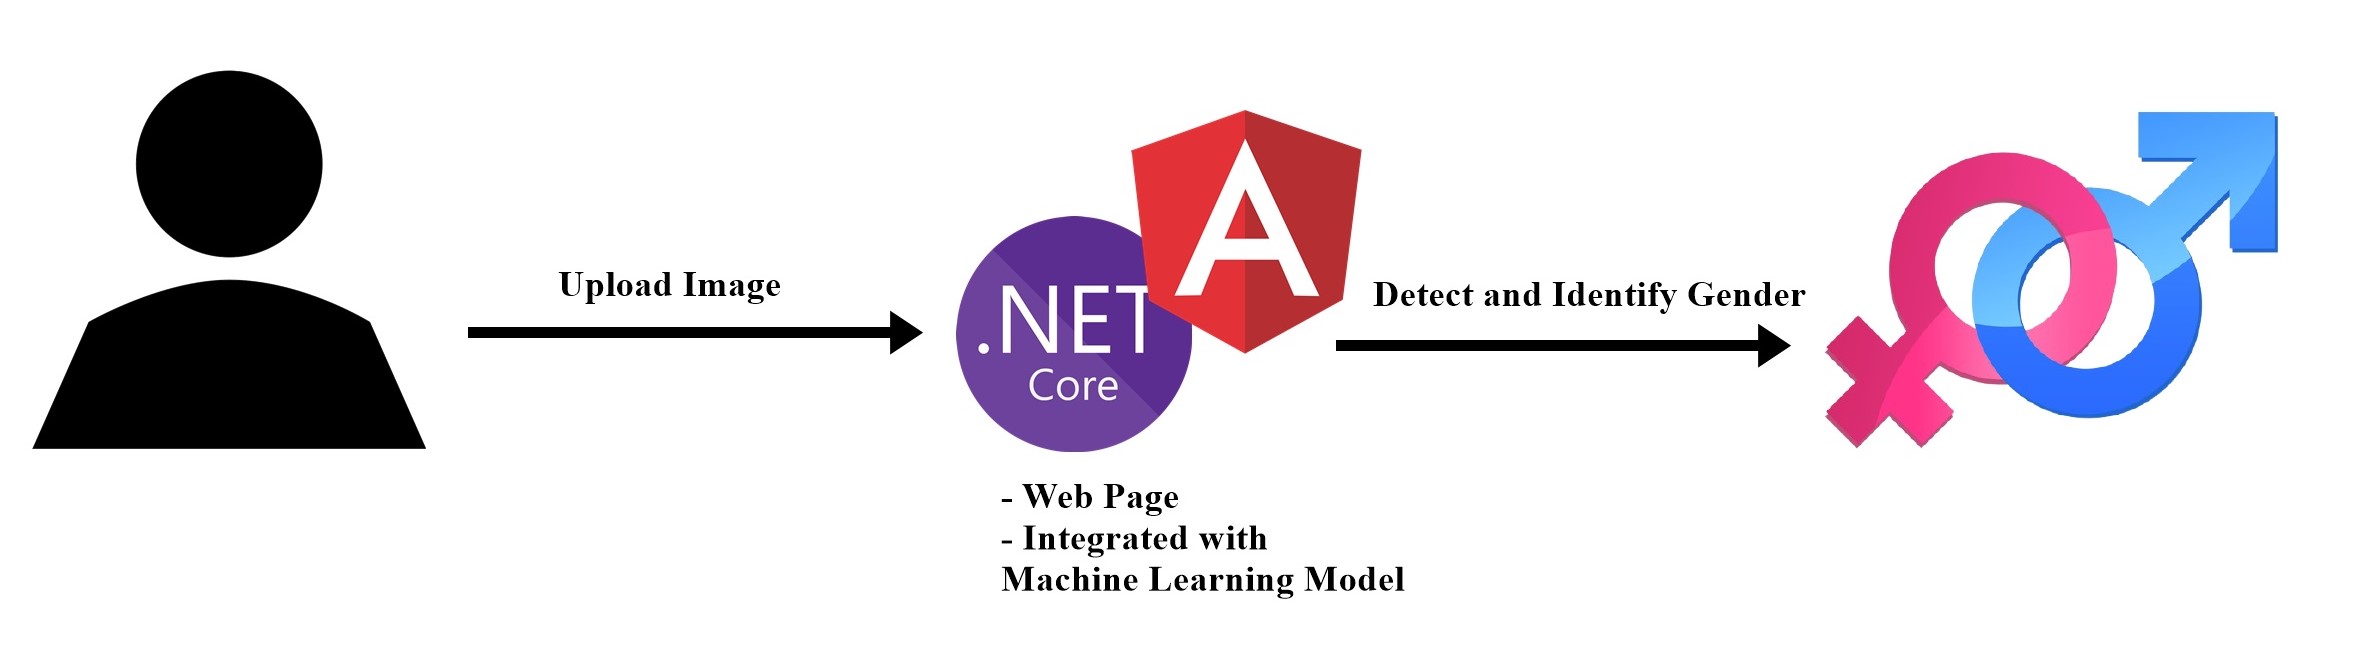 Upload Image
.NET
Core
A
Detect and Identify Gender
- Web Page
- Integrated with
Machine Learning Model